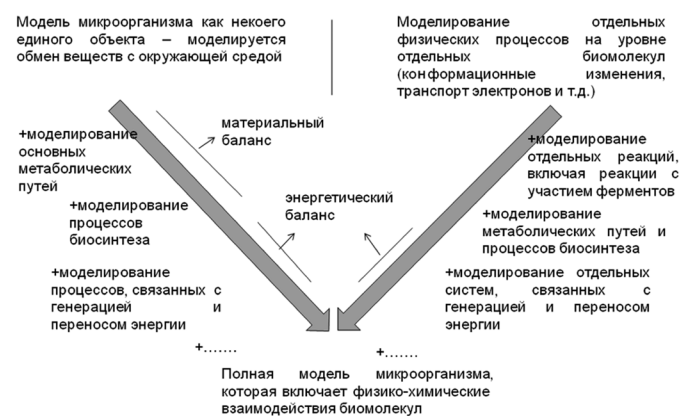 Модель микроорганизма как некоего
единого объекта – моделируется
обмен веществ с окружающей средой
Моделирование отдельных
физических процессов на уровне
отдельных биомолекул
(конформационные изменения,
транспорт электронов и т.д.)
+моделирование
основных
метаболических
путей
+моделирование
процессов
биосинтеза
+моделирование
процессов, связанных с
генерацией и
переносом энергии
+.......
материальный
баланс
энергетический
баланс
+моделирование
отдельных реакций,
включая реакции с
участием ферментов
+моделирование
метаболических путей и
процессов биосинтеза
+моделирование отдельных
систем, связанных с
генерацией и переносом
энергии
+.......
Полная модель микроорганизма,
которая включает физико-химические
взаимодействия биомолекул